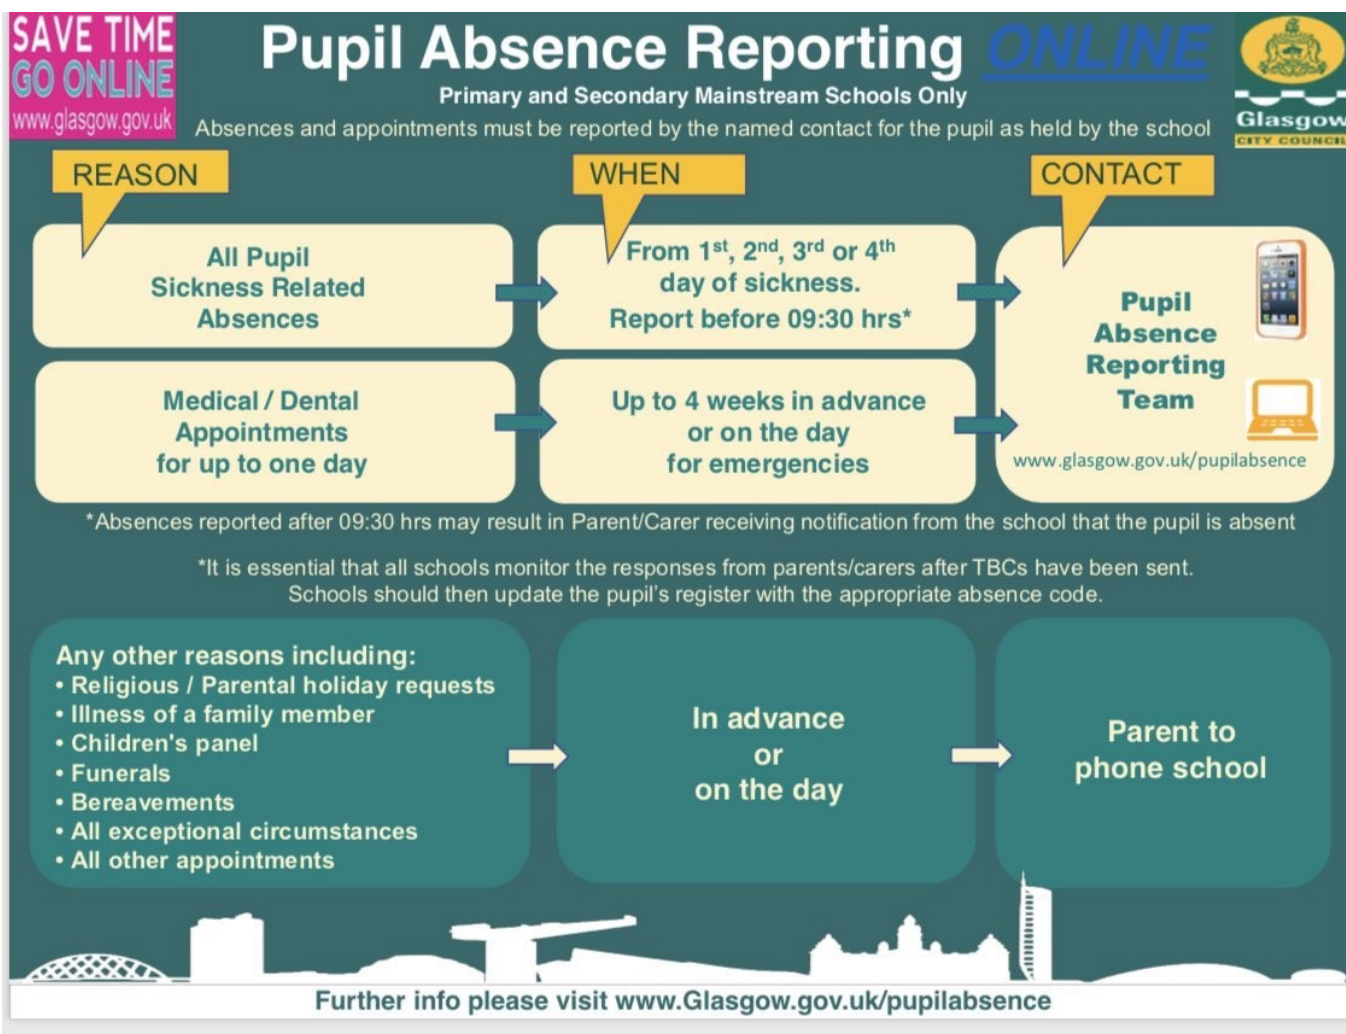 SAVE TIME
GO ONLINE
www.glasgow.gov.uk
Pupil Absence Reporting ONLINE
Primary and Secondary Mainstream Schools Only
Absences and appointments must be reported by the named contact for the pupil as held by the school
Glasgow
CITY COUNCIL
REASON
WHEN
CONTACT
All Pupil
Sickness Related
Absences
From 1st, 2nd, 3rd or 4th
day of sickness.
Report before 09:30 hrs*
Medical / Dental
Appointments
for up to one day
Up to 4 weeks in advance
or on the day
for emergencies
Pupil
Absence
Reporting
Team
www.glasgow.gov.uk/pupilabsence
*Absences reported after 09:30 hrs may result in Parent/Carer receiving notification from the school that the pupil is absent
*It is essential that all schools monitor the responses from parents/carers after TBCs have been sent.
Schools should then update the pupil's register with the appropriate absence code.
Any other reasons including:
• Religious / Parental holiday requests
• Illness of a family member
• Children's panel
• Funerals
• Bereavements
• All exceptional circumstances
• All other appointments
In advance
or
on the day
Parent to
phone school
Further info please visit www.Glasgow.gov.uk/pupilabsence